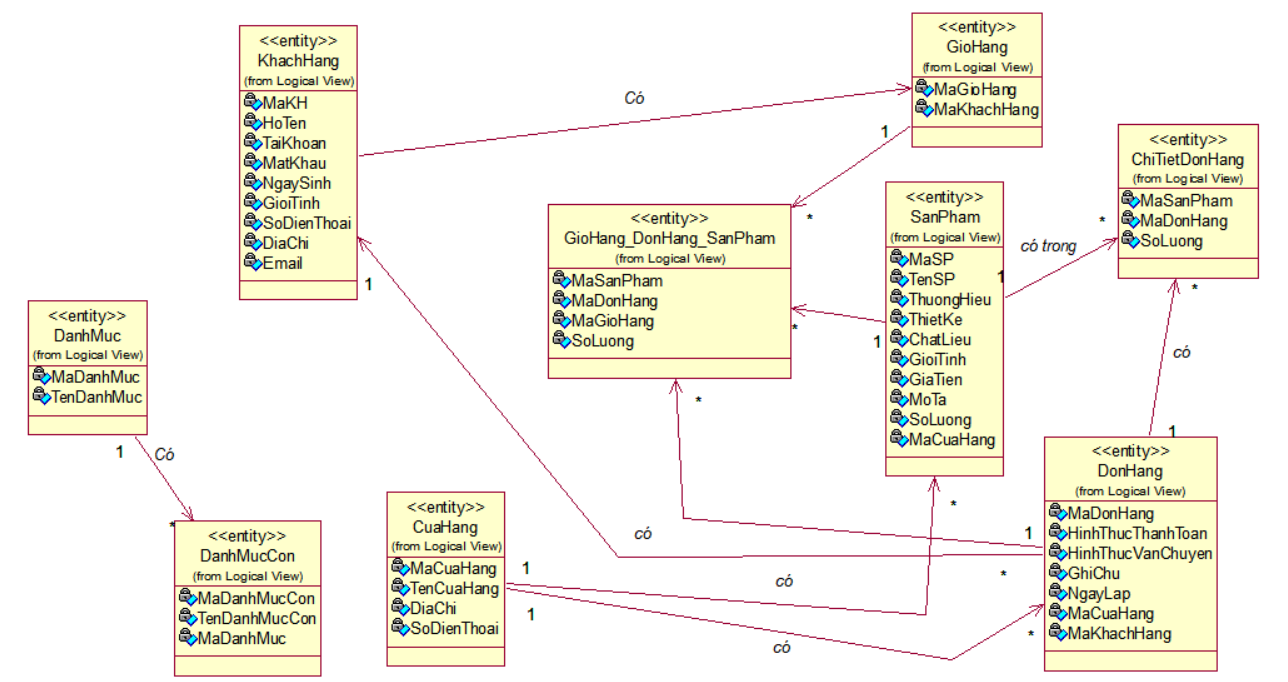 <<entity>>
KhachHang
(from Logical View)
MaKH
HoTen
TaiKhoan
MatKhau
NgaySinh
GioiTinh
SoDienThoai
DiaChi
Email
1
Có
<<entity>>
GioHang
(from Logical View)
MaGioHang
MaKhachHang
1
*
<<entity>>
ChiTietDonHang
(from Logical View)
MaSanPham
MaDonHang
SoLuong
*
*
<<entity>>
GioHang_DonHang_SanPham
(from Logical View)
MaSanPham
MaDonHang
MaGioHang
SoLuong
*
*
<<entity>>
SanPham
(from Logical View)
MaSP
TenSP
ThuongHieu
ThietKe
ChatLieu
GioiTinh
GiaTien
MoTa
SoLuong
MaCuaHang
1
1
*
có trong
có
<<entity>>
DanhMuc
(from Logical View)
MaDanhMuc
TenDanhMuc
1
Có
*
<<entity>>
DanhMucCon
(from Logical View)
MaDanhMucCon
TenDanhMucCon
MaDanhMuc
<<entity>>
CuaHang
(from Logical View)
MaCuaHang
TenCuaHang
DiaChi
SoDienThoai
1
1
có
có
có
1
<<entity>>
DonHang
(from Logical View)
MaDonHang
HinhThucThanhToan
HinhThucVanChuyen
GhiChu
NgayLap
MaCuaHang
MaKhachHang
1
*
*